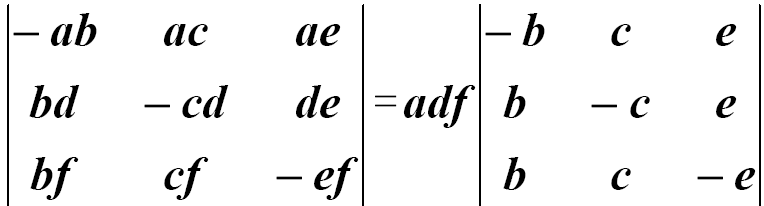 |−ab ac ae| |−b c e|
|bd −cd de| = adf |b −c e|
|bf cf −ef| |b c −e|